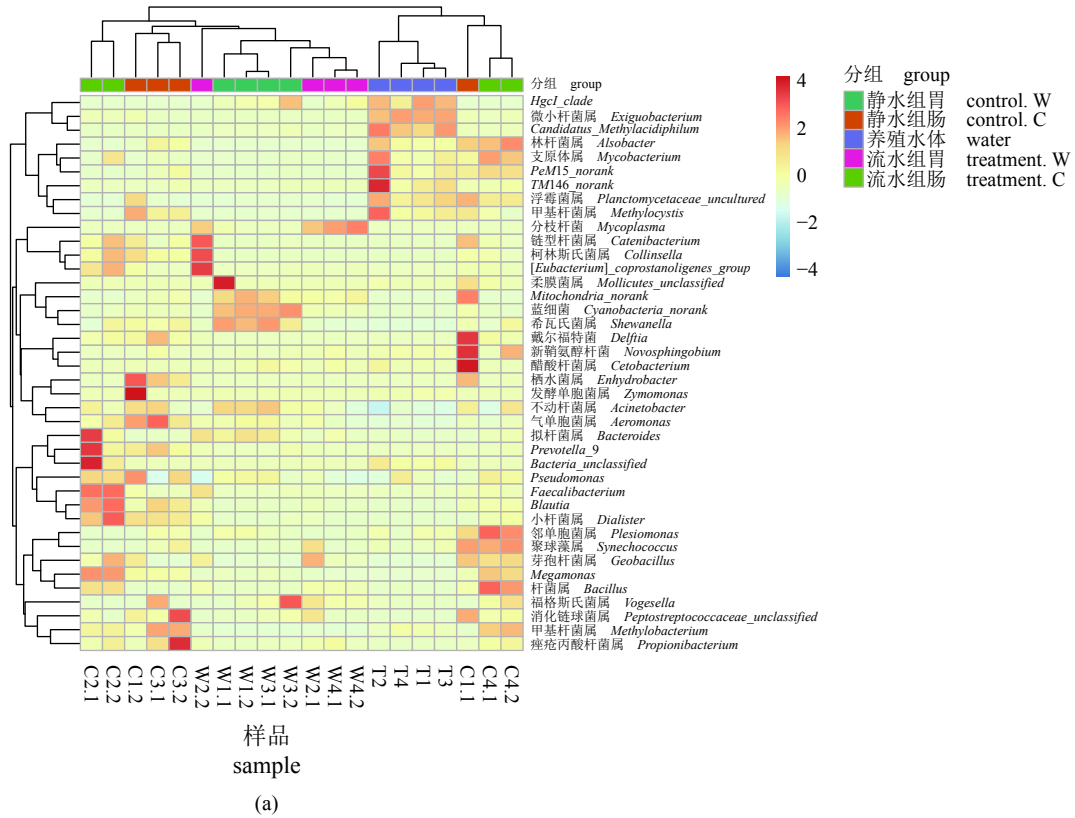 分组 group
HgcI_clade
微小杆菌属 Exiguobacterium
Candidatus_Methylacidiphilum
林杆菌属 Alsobacter
支原体属 Mycobacterium
PeM15_norank
TM146_norank
浮霉菌属 Planctomycetaceae_uncultured
甲基杆菌属 Methylocystis
分枝杆菌 Mycoplasma
链型杆菌属 Catenibacterium
柯林斯氏菌属 Collinsella
[Eubacterium]_coprostanoligenes_group
柔膜菌属 Mollicutes_unclassified
Mitochondria_norank
蓝细菌 Cyanobacteria_norank
希瓦氏菌属 Shewanella
戴尔福特菌 Delftia
新鞘氨醇杆菌 Novosphingobium
醋酸杆菌属 Cetobacterium
栖水菌属 Enhydrobacter
发酵单胞菌属 Zymomonas
不动杆菌属 Acinetobacter
气单胞菌属 Aeromonas
拟杆菌属 Bacteroides
Prevotella_9
Bacteria_unclassified
Pseudomonas
Faecalibacterium
Blautia
小杆菌属 Dialister
邻单胞菌属 Plesiomonas
聚球藻属 Synechococcus
芽孢杆菌属 Geobacillus
Megamonas
杆菌属 Bacillus
福格斯氏菌属 Vogesella
消化链球菌属 Peptostreptococcaceae_unclassified
甲基杆菌属 Methylobacterium
痤疮丙酸杆菌属 Propionibacterium
4
2
0
−2
−4
分组 group
静水组胃 control. W
静水组肠 control. C
养殖水体 water
流水组胃 treatment. W
流水组肠 treatment. C
C2.1 C2.2 C1.2 C3.1 C3.2 W2.2 W1.1 W1.2 W3.1 W3.2 W2.1 W4.1 W4.2 T2 T4 T1 T3 C1.1 C4.1 C4.2
样品
sample
(a)